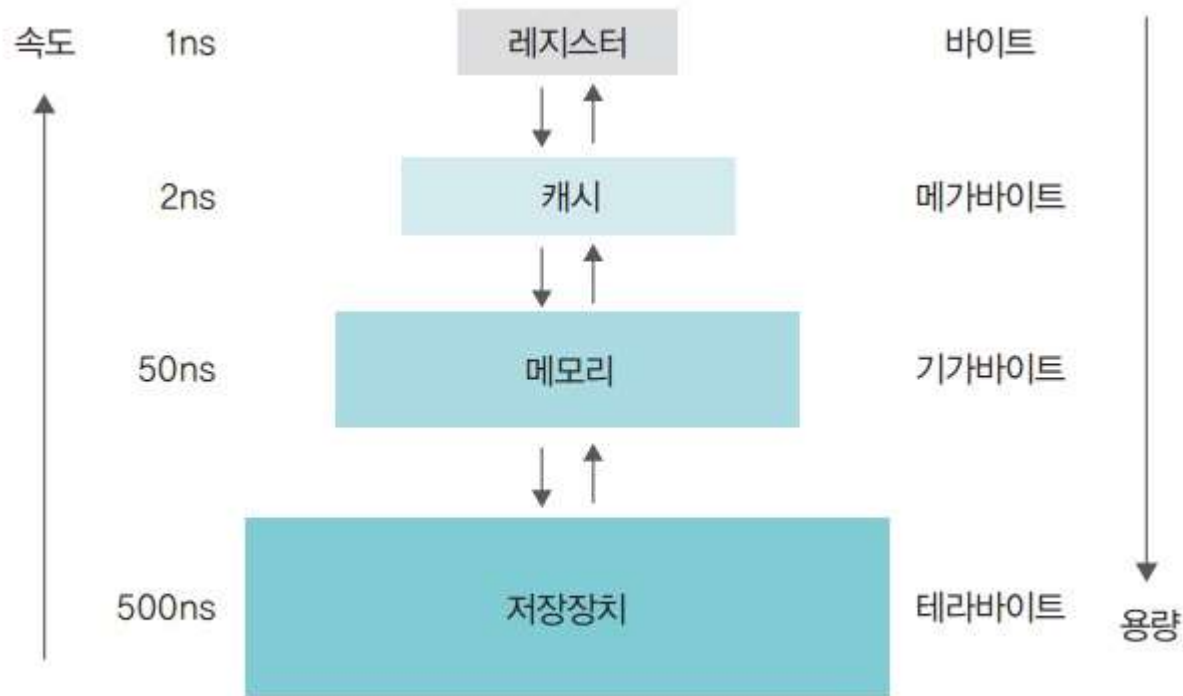 속도 1ns 레지스터 바이트
2ns 캐시 메가바이트
50ns 메모리 기가바이트
500ns 저장장치 테라바이트
용량